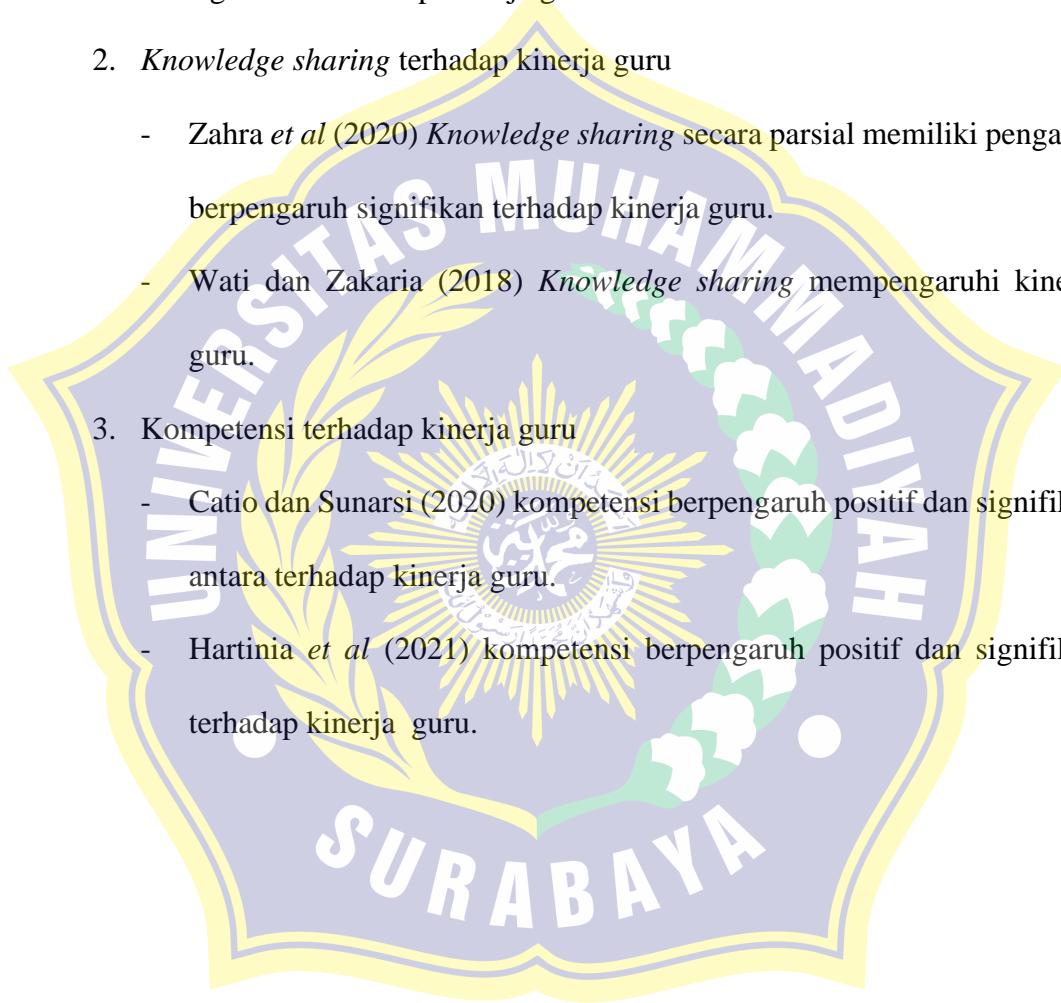 2. Knowledge sharing terhadap kinerja guru
- Zahra et al (2020) Knowledge sharing secara parsial memiliki penga
berpengaruh signifikan terhadap kinerja guru.
- Wati dan Zakaria (2018) Knowledge sharing mempengaruhi kine
guru.
3. Kompetensi terhadap kinerja guru
- Catio dan Sunarsi (2020) kompetensi berpengaruh positif dan signifi
antara terhadap kinerja guru.
- Hartinia et al (2021) kompetensi berpengaruh positif dan signifi
terhadap kinerja guru.
UNIVERSITAS MUHAMMADIYAH
SURABAYA